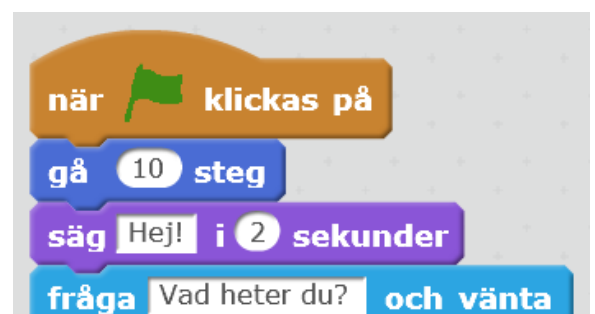 när klickas på
gå 10 steg
säg Hej! i 2 sekunder
fråga Vad heter du? och vänta